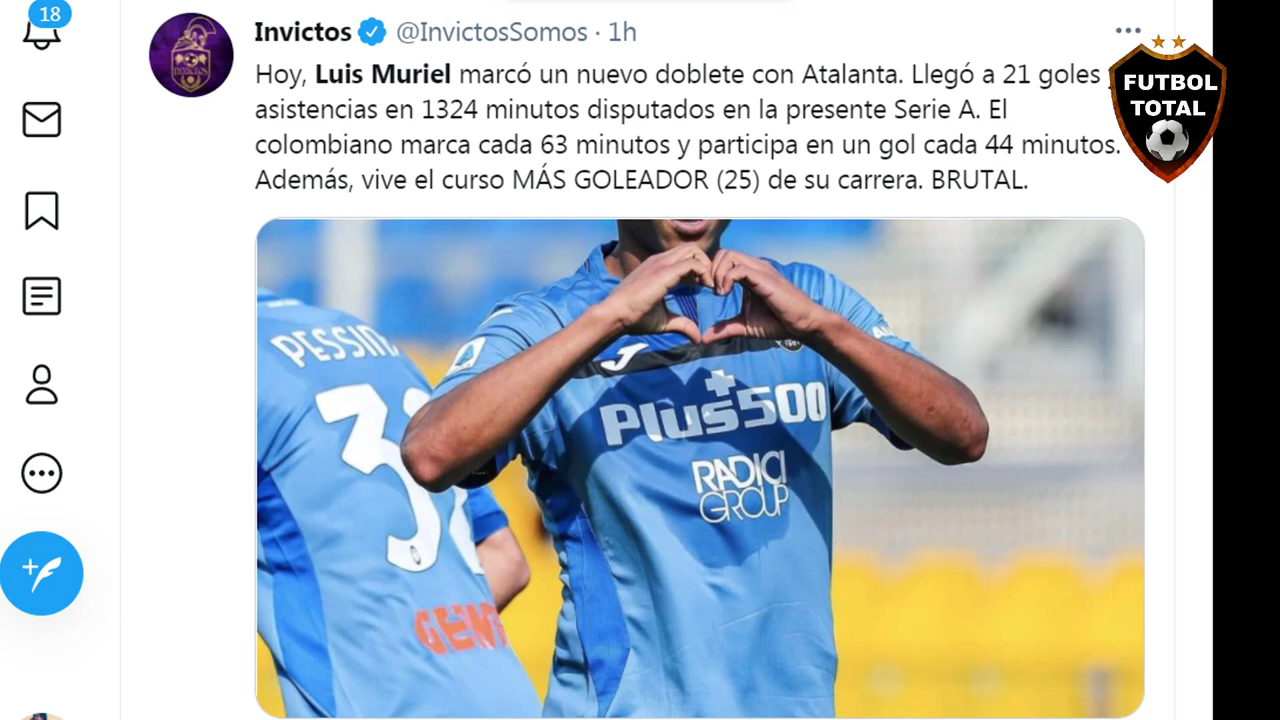 18
Invictos @InvictosSomos · 1h
Hoy, Luis Muriel marcó un nuevo doblete con Atalanta. Llegó a 21 goles
asistencias en 1324 minutos disputados en la presente Serie A. El
colombiano marca cada 63 minutos y participa en un gol cada 44 minutos.
Además, vive el curso MÁS GOLEADOR (25) de su carrera. BRUTAL.
FUTBOL
TOTAL
INVICTOS
PESSIN
32
Plus500
RADICI
GROUP